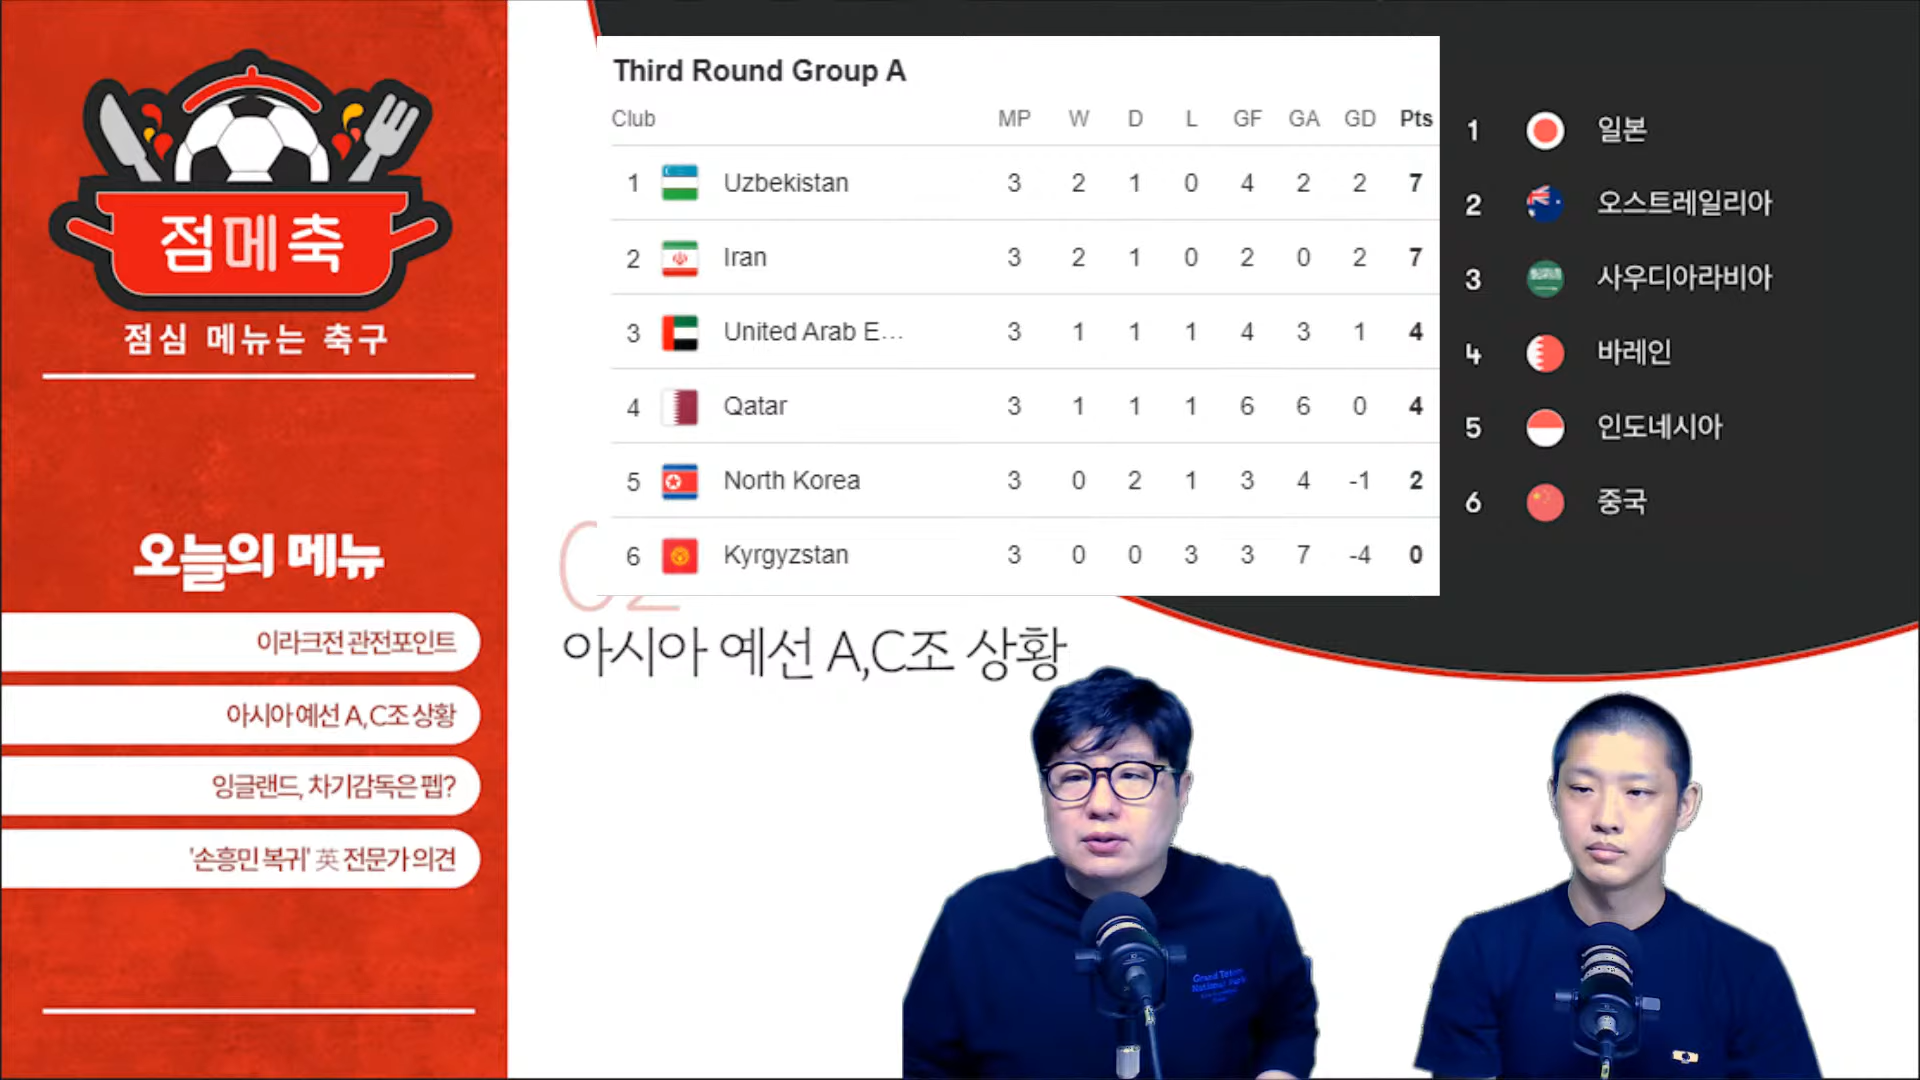 점메축
점심 메뉴는 축구
오늘의 메뉴
이라크전 관전포인트
아시아 예선 A,C조 상황
잉글랜드, 차기감독은 펩?
'손흥민 복귀' 英 전문가 의견
Third Round Group A
Club MP W D L GF GA GD Pts
1 Uzbekistan 3 2 1 0 4 2 2 7
2 Iran 3 2 1 0 2 0 2 7
3 United Arab E... 3 1 1 1 4 3 1 4
4 Qatar 3 1 1 1 6 6 0 4
5 North Korea 3 0 2 1 3 4 -1 2
6 Kyrgyzstan 3 0 0 3 3 7 -4 0
1 일본
2 오스트레일리아
3 사우디아라비아
4 바레인
5 인도네시아
6 중국
아시아 예선 A,C조 상황
Grand Teton
National Park